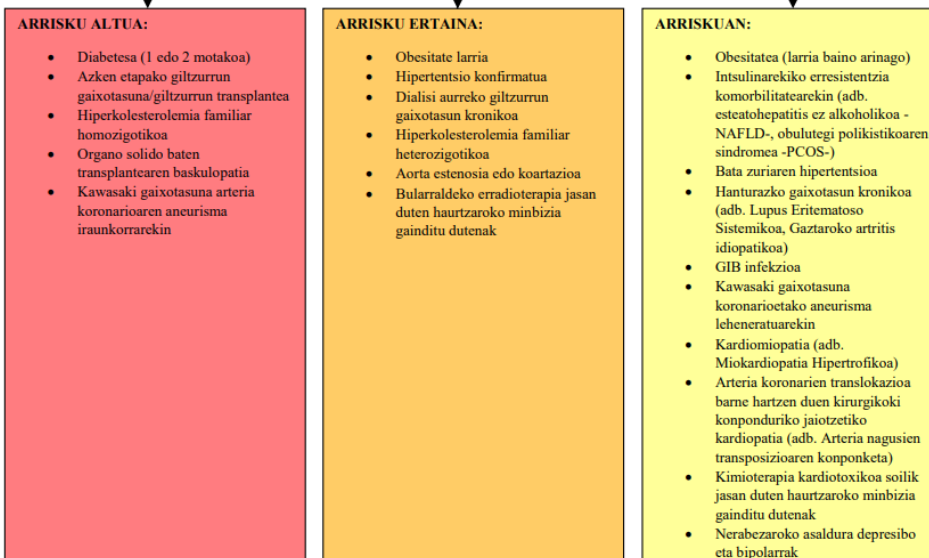 ARRISKU ALTUA:
• Diabetesa (1 edo 2 motakoa)
• Azken etapako giltzurrun
gaixotasuna/giltzurrun transplantea
• Hiperkolesterolemia familiar
homozigotikoa
• Organo solido baten
transplantearen baskulopatia
• Kawasaki gaixotasuna arteria
koronarioaren aneurisma
iraunkorrarekin
ARRISKU ERTAINA:
• Obesitate larria
• Hipertentsio konfirmatua
• Dialisi aurreko giltzurrun
gaixotasun kronikoa
• Hiperkolesterolemia familiar
heterozigotikoa
• Aorta estenosia edo koartazioa
• Bularraldeko erradioterapia jasan
duten haurtzaroko minbizia
gainditu dutenak
ARRISKUAN:
• Obesitatea (larria baino arinago)
• Intsulinarekiko erresistentzia
komorbilitatearekin (adb.
esteatohepatitis ez alkoholikoa -
NAFLD-, obulutegi polikistikoaren
sindromea -PCOS-)
• Bata zuriaren hipertentsioa
• Hanturazko gaixotasun kronikoa
(adb. Lupus Eritematoso
Sistemikoa, Gaztaroko artritis
idiopatikoa)
• GIB infekzioa
• Kawasaki gaixotasuna
koronarioetako aneurisma
leheneratuarekin
• Kardiomiopatia (adb.
Miokardiopatia Hipertrofikoa)
• Arteria koronarien translokazioa
barne hartzen duen kirurgikoki
konponduriko jaiotzetiko
kardiopatia (adb. Arteria nagusien
transposizioaren konponketa)
• Kimioterapia kardiotoxikoa soilik
jasan duten haurtzaroko minbizia
gainditu dutenak
• Nerabezaroko asaldura depresibo
eta bipolarrak